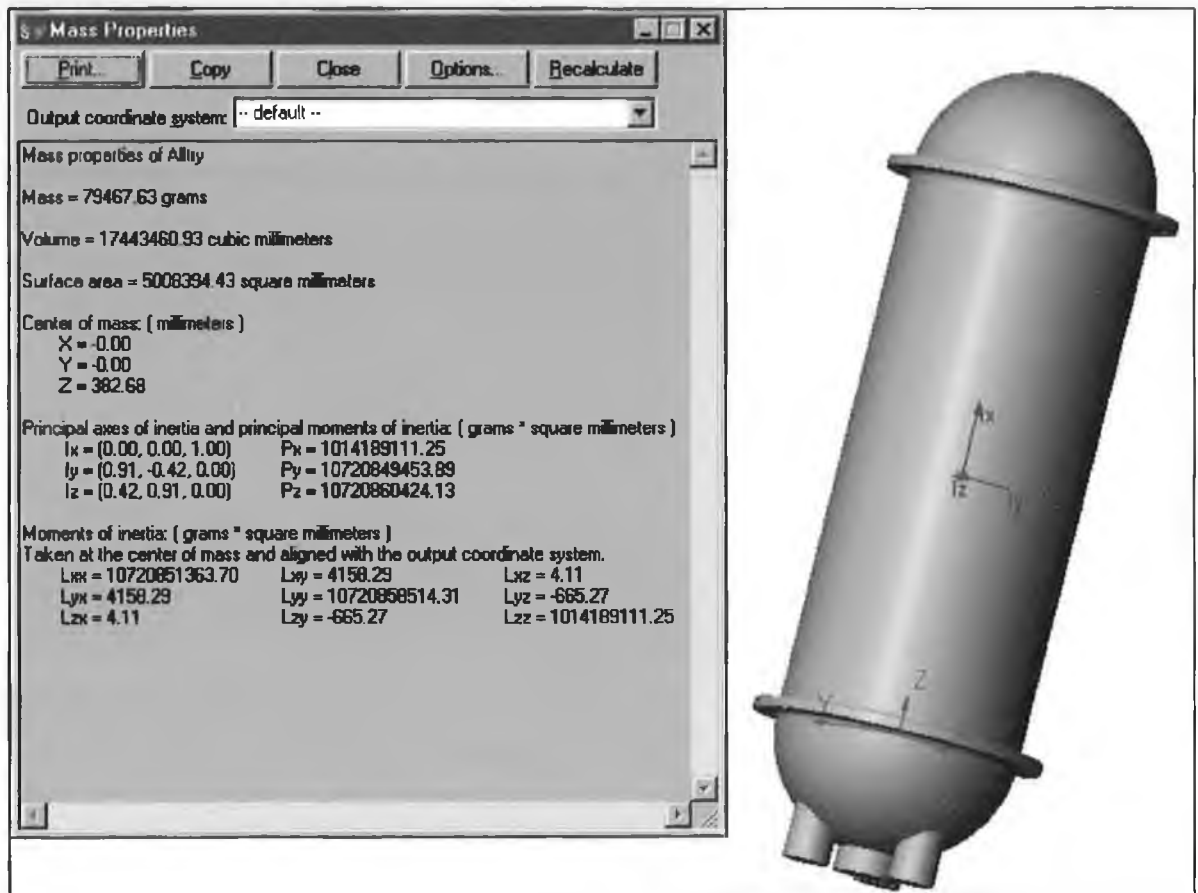 Mass Properties
Print... Copy Close Options... Recalculate
Output coordinate system: -- default --
Mass properties of Alltry
Mass = 79467.63 grams
Volume = 17443460.93 cubic millimeters
Surface area = 5008394.43 square millimeters
Center of mass: ( millimeters )
X = -0.00
Y = -0.00
Z = 382.68
Principal axes of inertia and principal moments of inertia: ( grams * square millimeters )
Ix = (0.00, 0.00, 1.00) Px = 1014189111.25
Iy = (0.91, -0.42, 0.00) Py = 10720849453.89
Iz = (0.42, 0.91, 0.00) Pz = 10720860424.13
Moments of inertia: ( grams * square millimeters )
Taken at the center of mass and aligned with the output coordinate system.
Lxx = 10720851363.70 Lxy = 4158.29 Lxz = 4.11
Lyx = 4158.29 Lyy = 10720858514.31 Lyz = -665.27
Lzx = 4.11 Lzy = -665.27 Lzz = 1014189111.25
Ix
Iz Iy
Z
Y